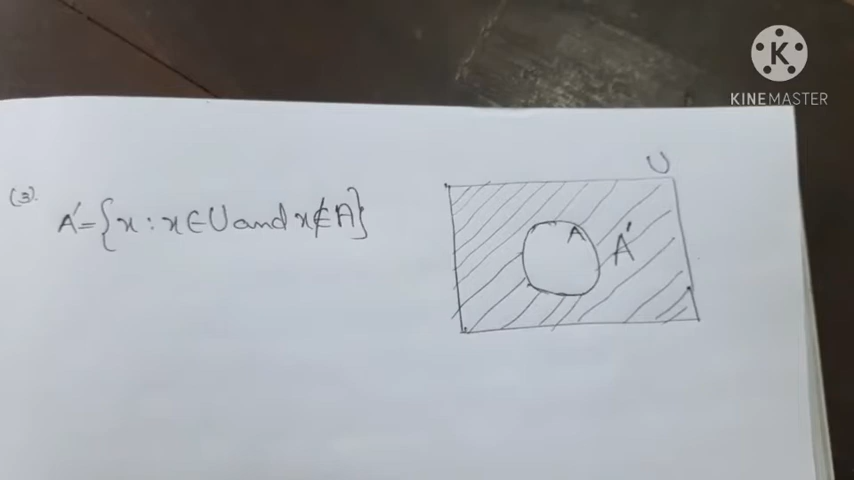 K
KINEMASTER
U
(3). A'={x : x∈U and x∉A}
A
A'